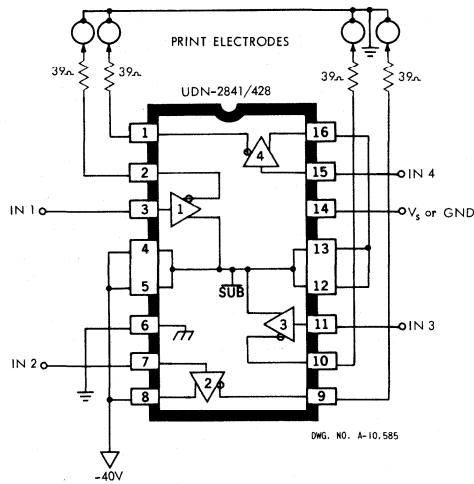 PRINT ELECTRODES
39Ω
39Ω
39Ω
39Ω
UDN-2841/428
1
16
4
2
15
IN 4
IN 1
3
1
14
Vs or GND
4
13
5
12
SUB
6
3
11
IN 3
IN 2
7
10
2
8
9
DWG. NO. A-10,585
-40V